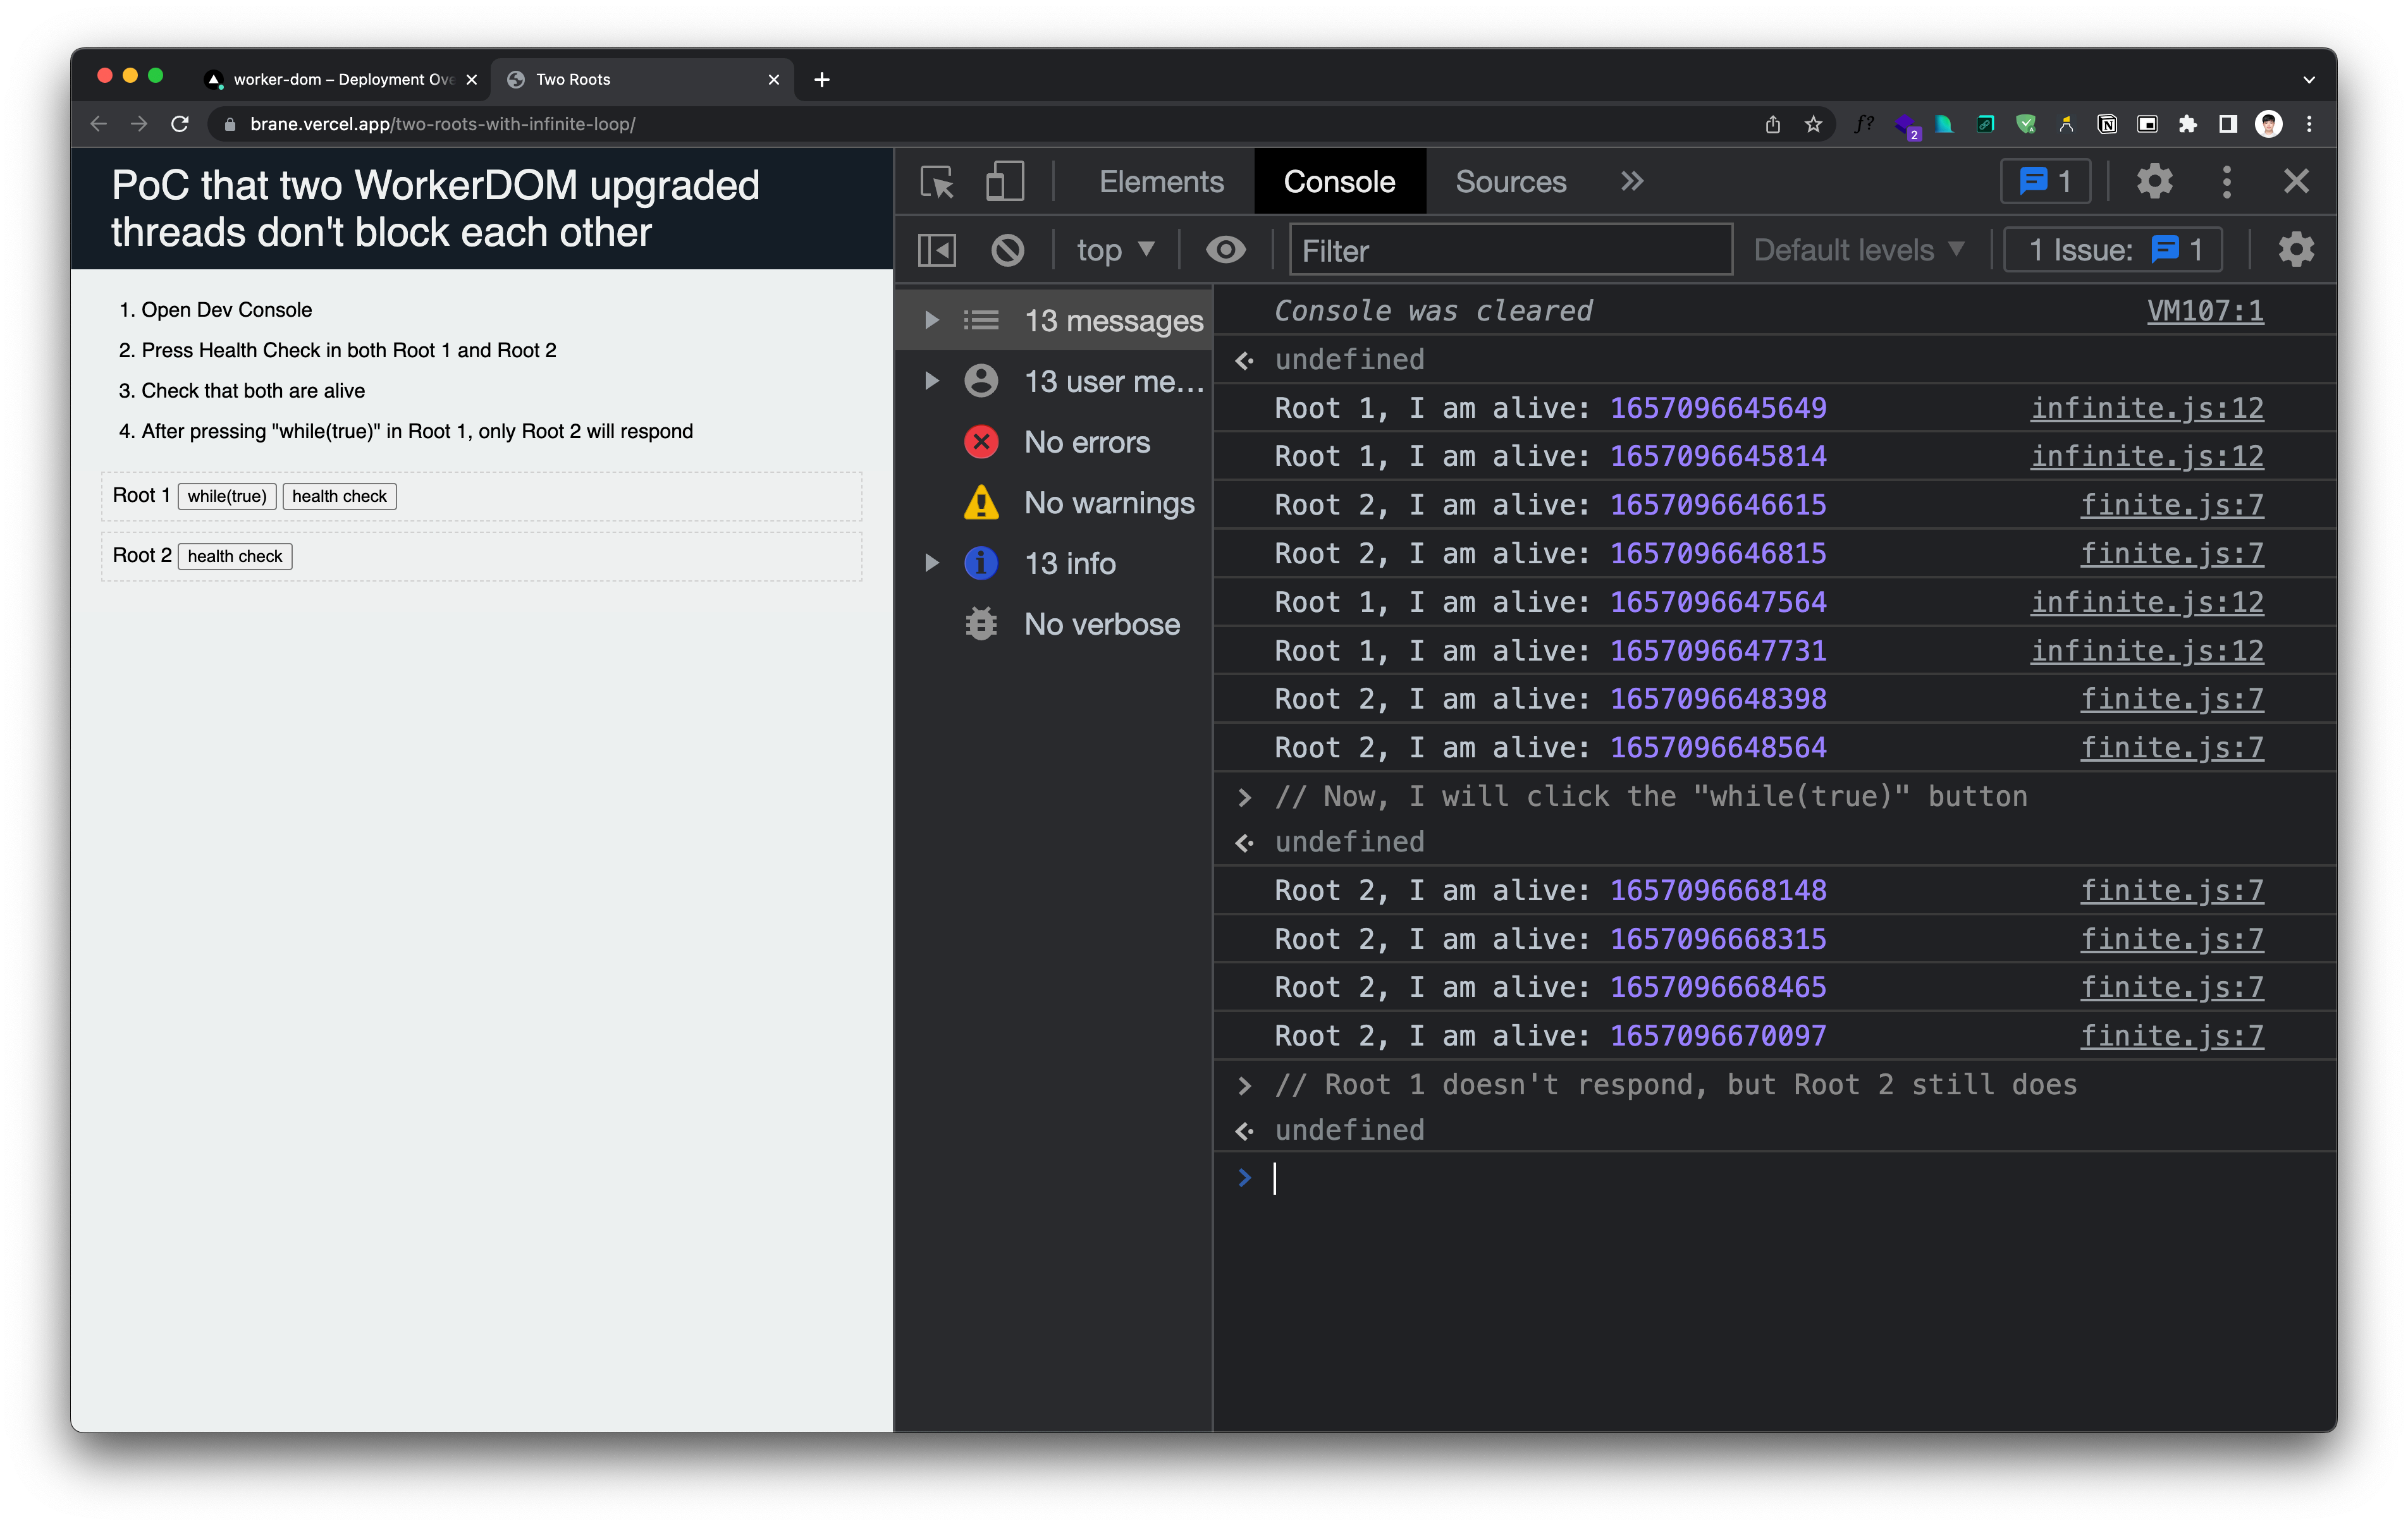 worker-dom – Deployment Ove
Two Roots
brane.vercel.app/two-roots-with-infinite-loop/
f?
2
PoC that two WorkerDOM upgraded
threads don't block each other
1. Open Dev Console
2. Press Health Check in both Root 1 and Root 2
3. Check that both are alive
4. After pressing "while(true)" in Root 1, only Root 2 will respond
Root 1 while(true) health check
Root 2 health check
Elements Console Sources 1
top Filter Default levels 1 Issue: 1
13 messages
13 user me…
No errors
No warnings
13 info
No verbose
Console was cleared VM107:1
undefined
Root 1, I am alive: 1657096645649 infinite.js:12
Root 1, I am alive: 1657096645814 infinite.js:12
Root 2, I am alive: 1657096646615 finite.js:7
Root 2, I am alive: 1657096646815 finite.js:7
Root 1, I am alive: 1657096647564 infinite.js:12
Root 1, I am alive: 1657096647731 infinite.js:12
Root 2, I am alive: 1657096648398 finite.js:7
Root 2, I am alive: 1657096648564 finite.js:7
> // Now, I will click the "while(true)" button
undefined
Root 2, I am alive: 1657096668148 finite.js:7
Root 2, I am alive: 1657096668315 finite.js:7
Root 2, I am alive: 1657096668465 finite.js:7
Root 2, I am alive: 1657096670097 finite.js:7
> // Root 1 doesn't respond, but Root 2 still does
undefined
>